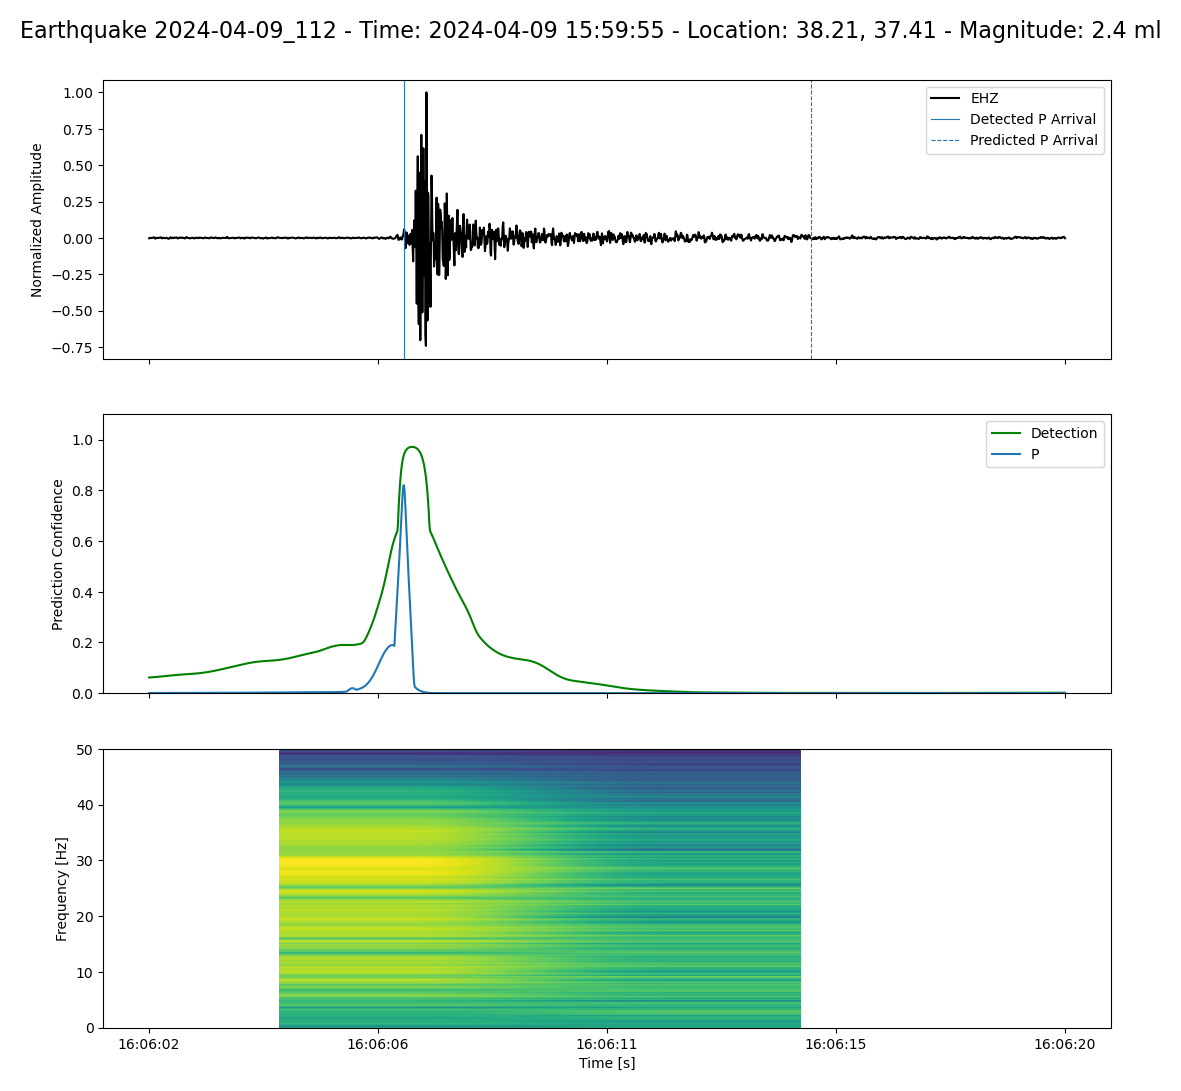 Earthquake 2024-04-09_112 - Time: 2024-04-09 15:59:55 - Location: 38.21, 37.41 - Magnitude: 2.4 ml
Normalized Amplitude
1.00
0.75
0.50
0.25
0.00
−0.25
−0.50
−0.75
EHZ
Detected P Arrival
Predicted P Arrival
Prediction Confidence
1.0
0.8
0.6
0.4
0.2
0.0
Detection
P
Frequency [Hz]
50
40
30
20
10
0
16:06:02 16:06:06 16:06:11 16:06:15 16:06:20
Time [s]